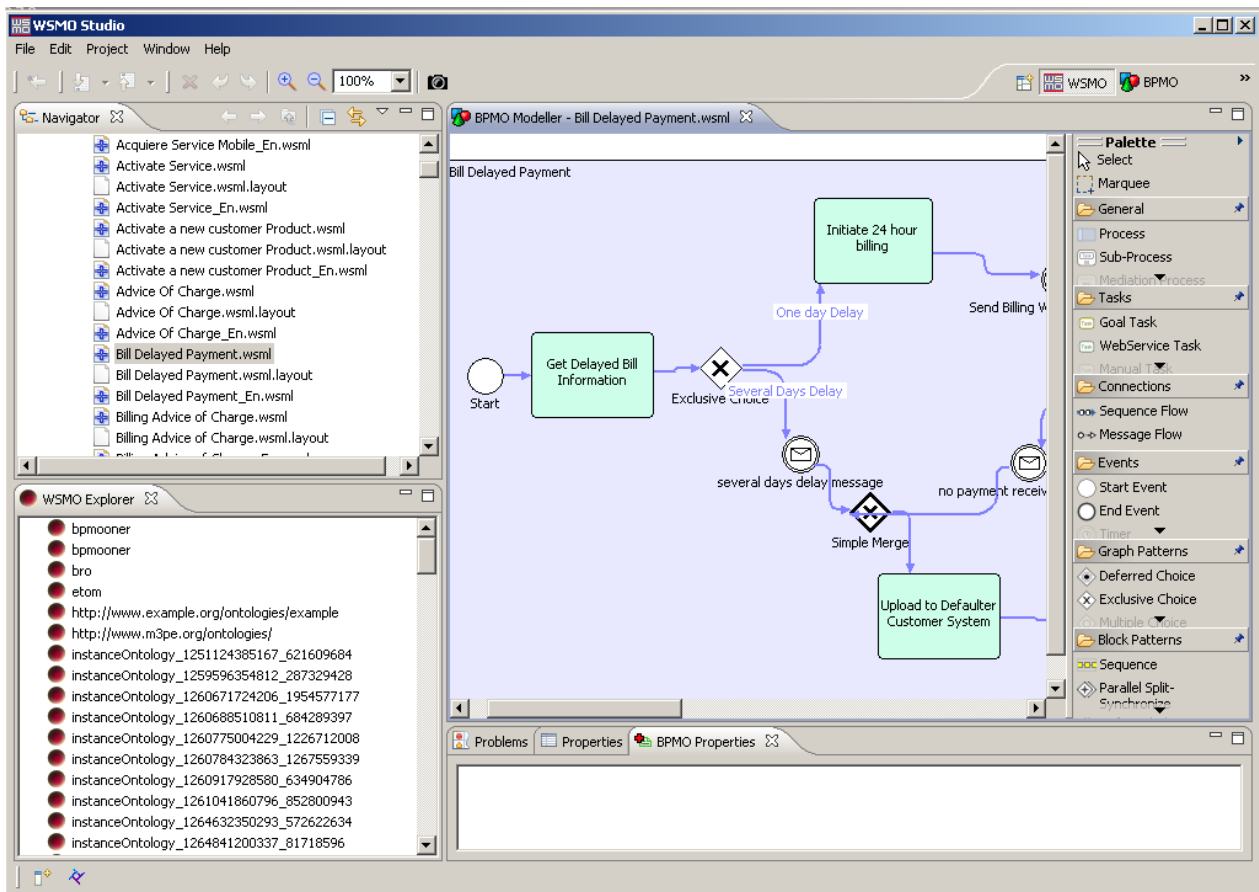 WSMO Studio
File Edit Project Window Help
100%
WSMO
BPMO
»
Navigator
Acquiere Service Mobile_En.wsml
Activate Service.wsml
Activate Service.wsml.layout
Activate Service_En.wsml
Activate a new customer Product.wsml
Activate a new customer Product.wsml.layout
Activate a new customer Product_En.wsml
Advice Of Charge.wsml
Advice Of Charge.wsml.layout
Advice Of Charge_En.wsml
Bill Delayed Payment.wsml
Bill Delayed Payment.wsml.layout
Bill Delayed Payment_En.wsml
Billing Advice of Charge.wsml
Billing Advice of Charge.wsml.layout
WSMO Explorer
bpmooner
bpmooner
bro
etom
http://www.example.org/ontologies/example
http://www.m3pe.org/ontologies/
instanceOntology_1251124385167_621609684
instanceOntology_1259596354812_287329428
instanceOntology_1260671724206_1954577177
instanceOntology_1260688510811_684289397
instanceOntology_1260775004229_1226712008
instanceOntology_1260784323863_1267559339
instanceOntology_1260917928580_634904786
instanceOntology_1261041860796_852800943
instanceOntology_1264632350293_572622634
instanceOntology_1264841200337_81718596
BPMO Modeller - Bill Delayed Payment.wsml
Bill Delayed Payment
Initiate 24 hour
billing
Send Billing W
One day Delay
Get Delayed Bill
Information
Start
Exclusive Choice
Several Days Delay
several days delay message
no payment receiv
Simple Merge
Upload to Defaulter
Customer System
Palette
Select
Marquee
General
Process
Sub-Process
Mediation Process
Tasks
Goal Task
WebService Task
Manual Task
Connections
Sequence Flow
Message Flow
Events
Start Event
End Event
Timer
Graph Patterns
Deferred Choice
Exclusive Choice
Multiple Choice
Block Patterns
Sequence
Parallel Split-
Synchronize
Problems
Properties
BPMO Properties